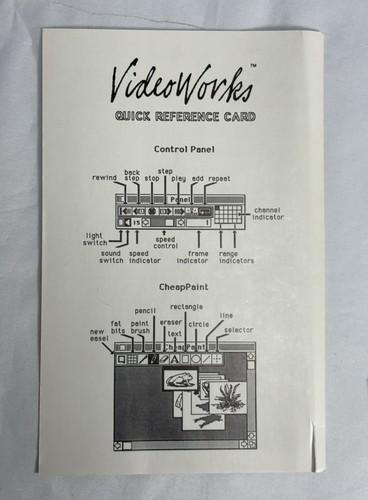 VideoWorks™
QUICK REFERENCE CARD
Control Panel
step
back
rewind step stop play add repeat
Panel
channel
indicator
15
1
light
switch
sound
switch
speed
indicator
speed
control
frame
indicator
range
indicators
CheapPaint
rectangle
pencil
line
fat
bits
paint
brush
eraser
circle
selector
new
easel
text
CheapPaint
A